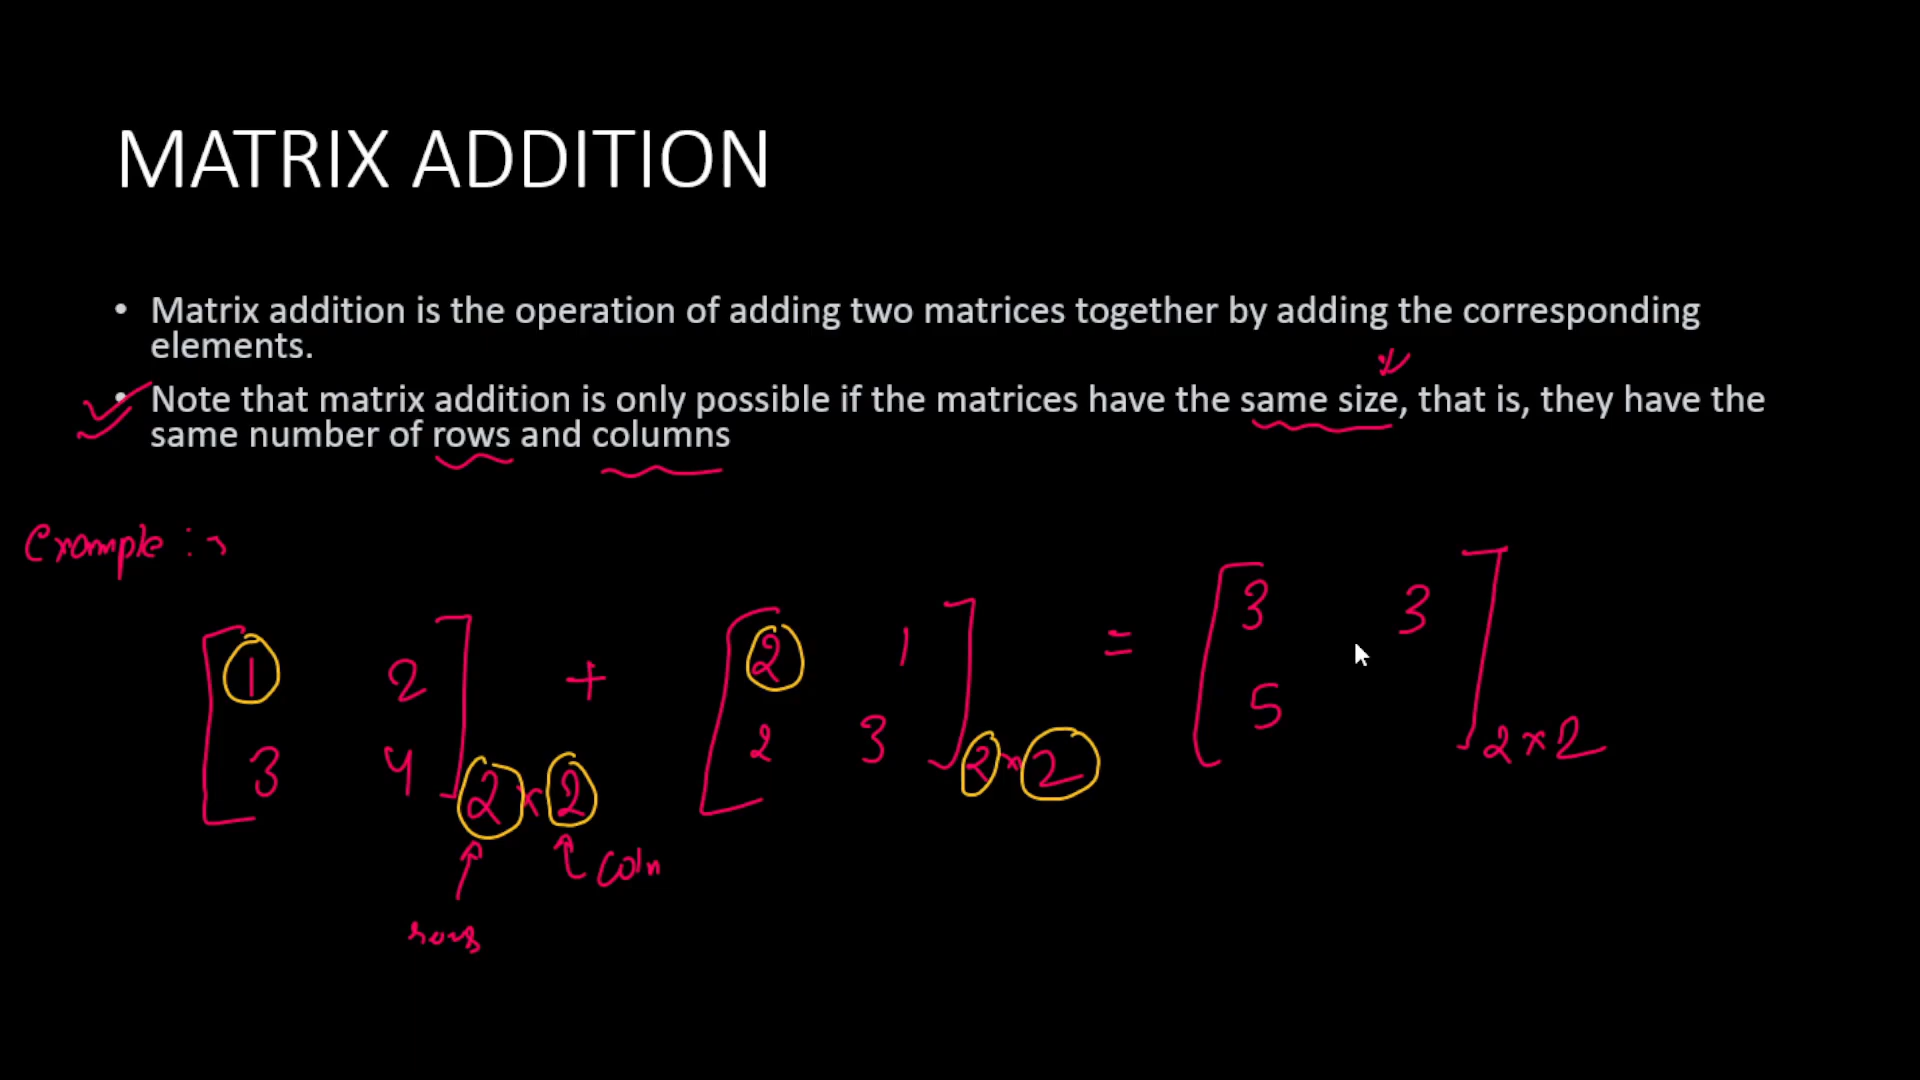 MATRIX ADDITION
• Matrix addition is the operation of adding two matrices together by adding the corresponding
elements.
• Note that matrix addition is only possible if the matrices have the same size, that is, they have the
same number of rows and columns
Example :→
[ 1 2 ] + [ 2 1 ] = [ 3 3 ]
[ 3 4 ] 2×2 [ 2 3 ] 2×2 [ 5 ] 2×2
Coln
rows